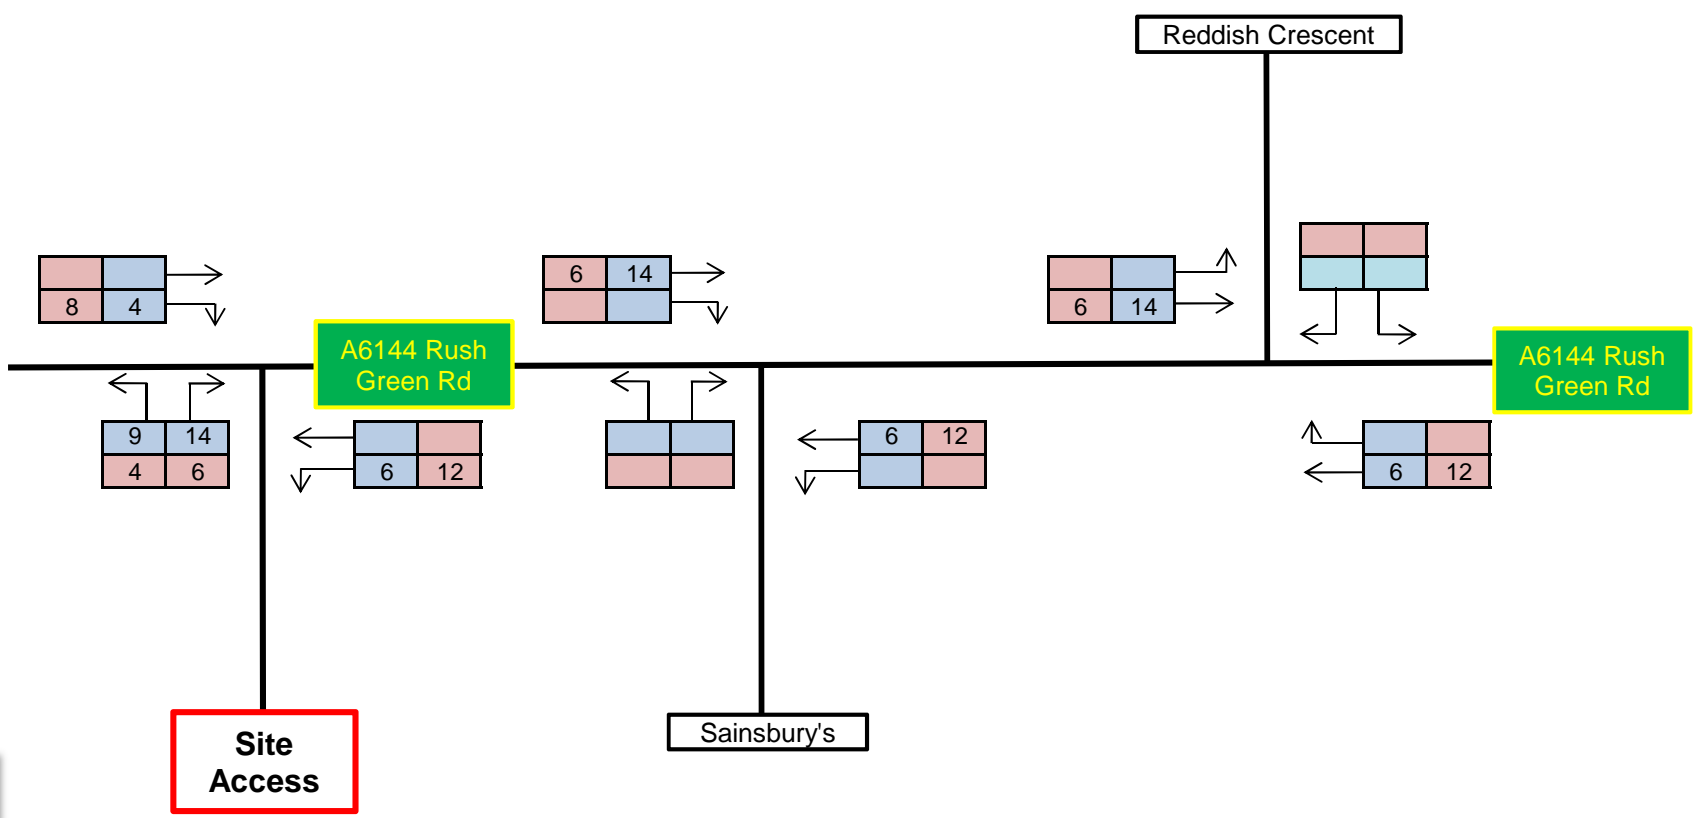 Reddish Crescent
6 14
8 4
6 14
A6144 Rush
Green Rd
A6144 Rush
Green Rd
9 14
4 6
6 12
6 12
6 12
Sainsbury's
Site
Access